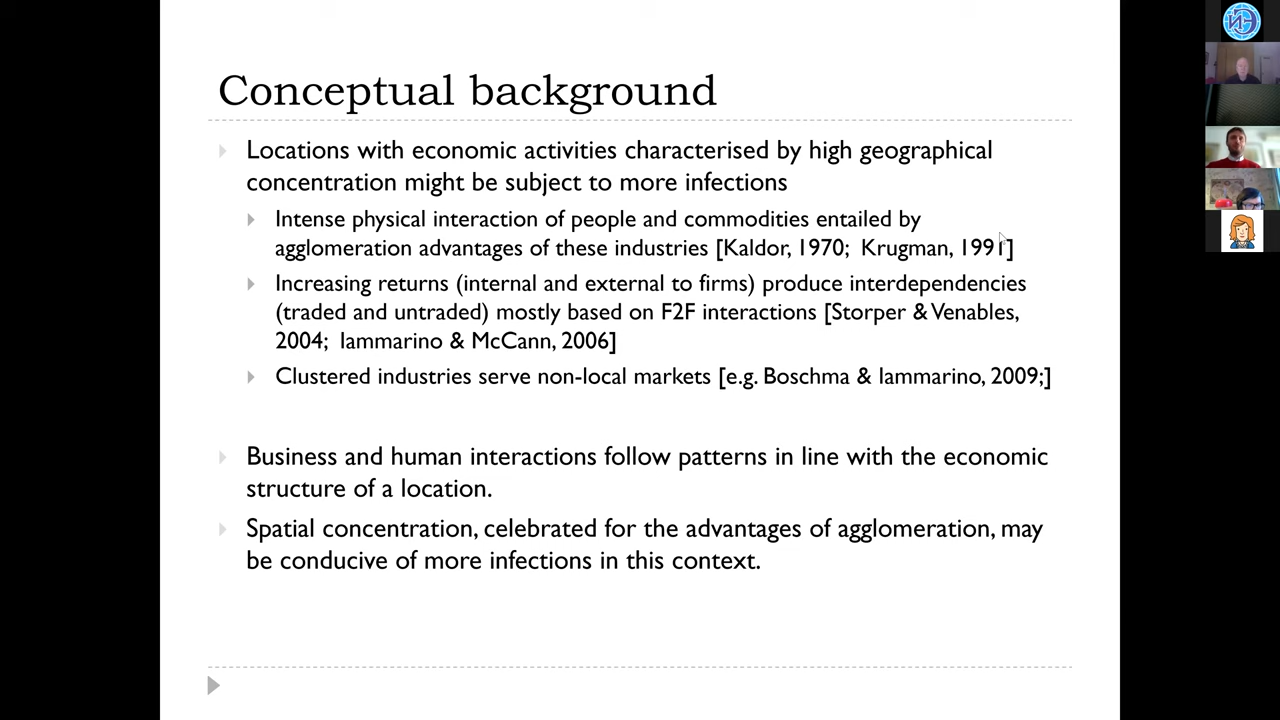 Conceptual background
Locations with economic activities characterised by high geographical
concentration might be subject to more infections
Intense physical interaction of people and commodities entailed by
agglomeration advantages of these industries [Kaldor, 1970; Krugman, 1991]
Increasing returns (internal and external to firms) produce interdependencies
(traded and untraded) mostly based on F2F interactions [Storper & Venables,
2004; Iammarino & McCann, 2006]
Clustered industries serve non-local markets [e.g. Boschma & Iammarino, 2009;]
Business and human interactions follow patterns in line with the economic
structure of a location.
Spatial concentration, celebrated for the advantages of agglomeration, may
be conducive of more infections in this context.